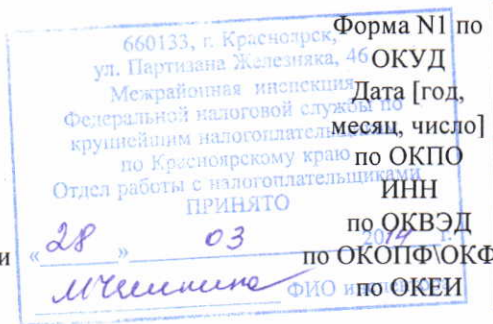 Форма N1 по
ОКУД
Дата [год,
месяц, число]
по ОКПО
ИНН
по ОКВЭД
по ОКОПФ\ОКФ
по ОКЕИ
660133, г. Красноярск,
ул. Партизана Железняка, 46
Межрайонная инспекция
Федеральной налоговой службы по
крупнейшим налогоплательщикам
по Красноярскому краю
Отдел работы с налогоплательщиками
ПРИНЯТО
и « 28 » 03 2014 г.
ФИО